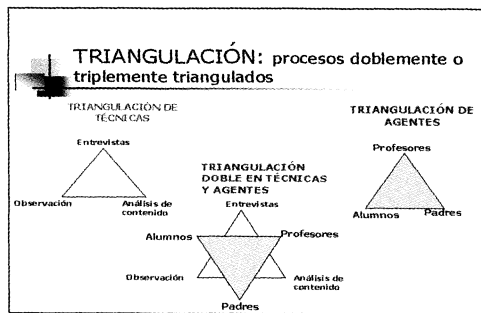 TRIANGULACIÓN: procesos doblemente o
triplemente triangulados
TRIANGULACIÓN DE
TÉCNICAS
Entrevistas
Observación
Análisis de
contenido
TRIANGULACIÓN
DOBLE EN TÉCNICAS
Y AGENTES
Entrevistas
Alumnos
Profesores
Observación
Análisis de
contenido
Padres
TRIANGULACIÓN DE
AGENTES
Profesores
Alumnos
Padres